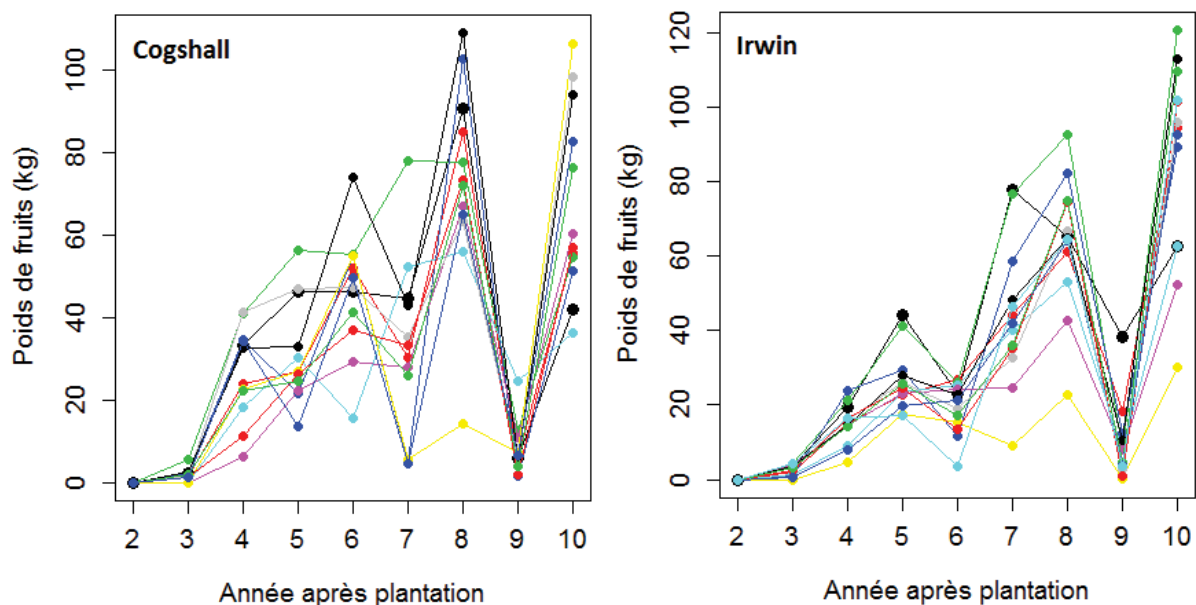 Cogshall
Poids de fruits (kg)
0 20 40 60 80 100
2 3 4 5 6 7 8 9 10
Année après plantation
Irwin
Poids de fruits (kg)
0 20 40 60 80 100 120
2 3 4 5 6 7 8 9 10
Année après plantation